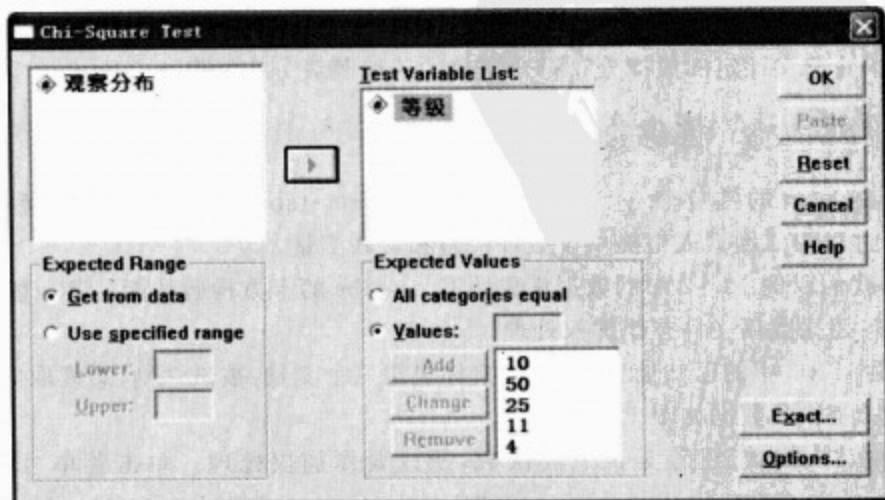 Chi-Square Test
观察分布
Test Variable List:
等级
OK
Paste
Reset
Cancel
Help
Expected Range
Get from data
Use specified range
Lower:
Upper:
Expected Values
All categories equal
Values:
Add
Change
Remove
10
50
25
11
4
Exact...
Options...